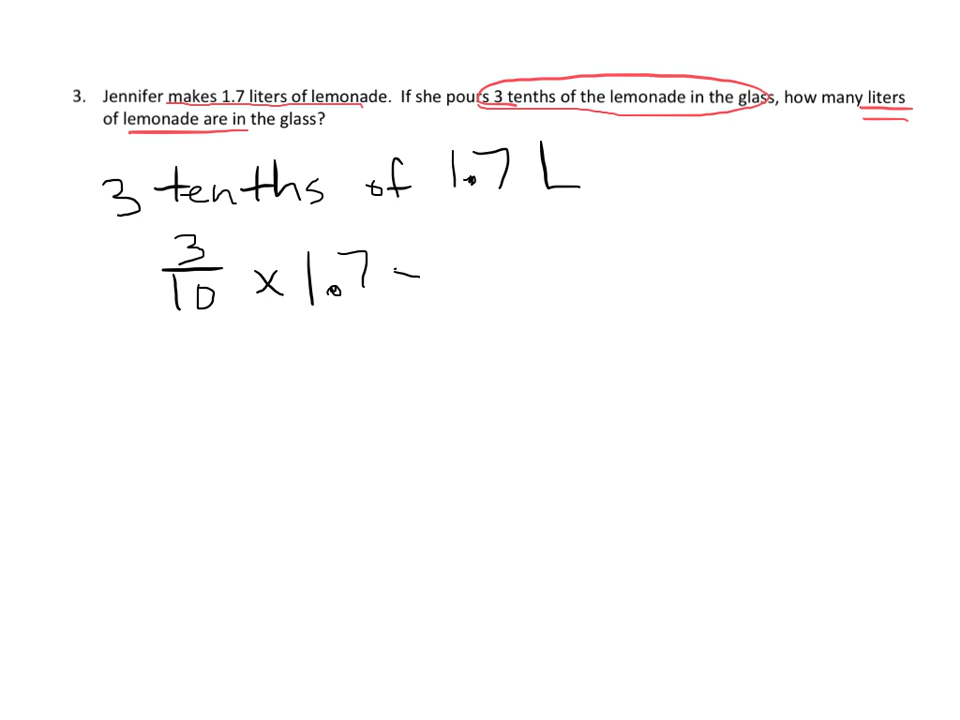 3. Jennifer makes 1.7 liters of lemonade. If she pours 3 tenths of the lemonade in the glass, how many liters
of lemonade are in the glass?
3 tenths of 1.7 L
3/10 × 1.7 -